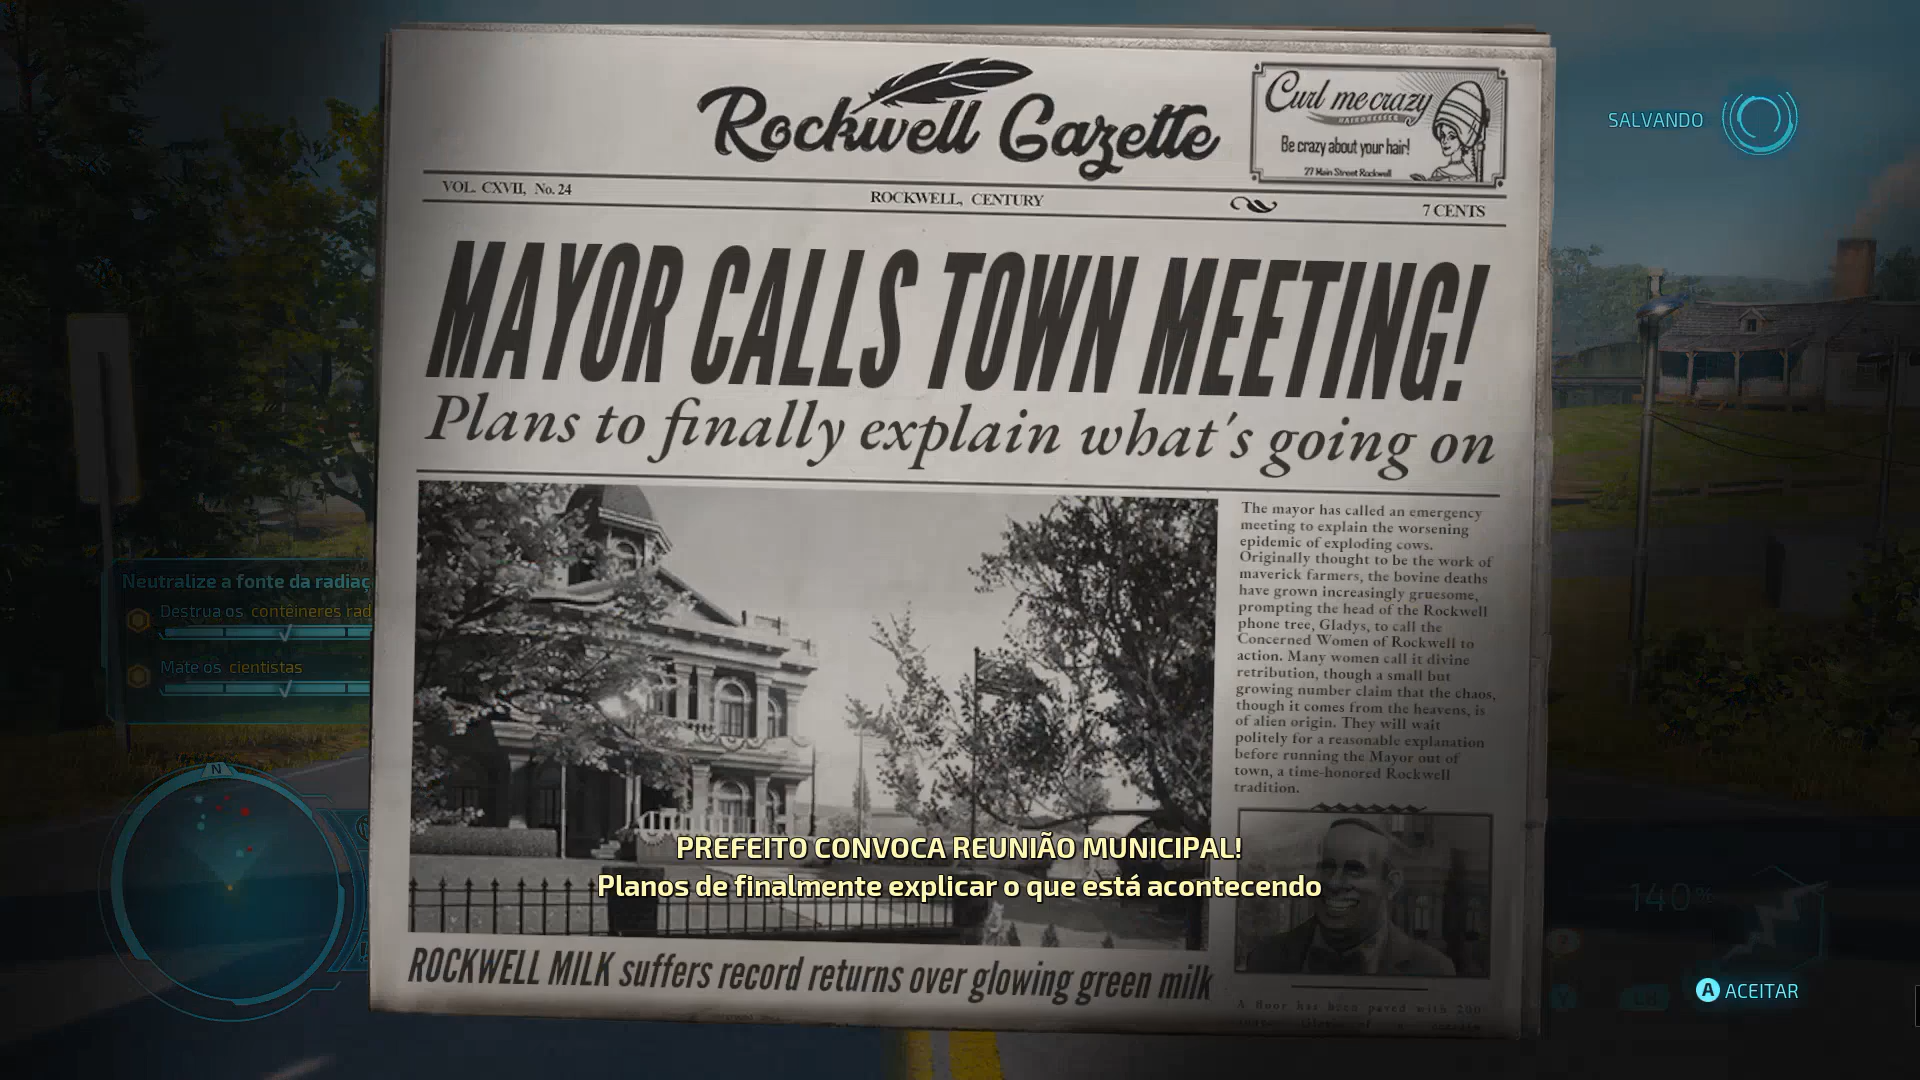 Rockwell Gazette
Curl me crazy
HAIRDRESSER
Be crazy about your hair!
27 Main Street Rockwell
SALVANDO
VOL. CXVII, No. 24
ROCKWELL, CENTURY
7 CENTS
MAYOR CALLS TOWN MEETING!
Plans to finally explain what's going on
The mayor has called an emergency
meeting to explain the worsening
epidemic of exploding cows.
Originally thought to be the work of
maverick farmers, the bovine deaths
have grown increasingly gruesome,
prompting the head of the Rockwell
phone tree, Gladys, to call the
Concerned Women of Rockwell to
action. Many women call it divine
retribution, though a small but
growing number claim that the chaos,
though it comes from the heavens, is
of alien origin. They will wait
politely for a reasonable explanation
before running the Mayor out of
town, a time-honored Rockwell
tradition.
Neutralize a fonte da radiaç
Destrua os contêineres rad
Mate os cientistas
N
PREFEITO CONVOCA REUNIÃO MUNICIPAL!
Planos de finalmente explicar o que está acontecendo
ROCKWELL MILK suffers record returns over glowing green milk
A floor has been paved with 200
140%
A ACEITAR